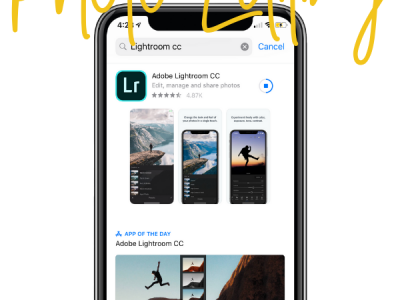 Photo Editing
4:28
Lightroom cc
Cancel
Lr
Adobe Lightroom CC
Edit, manage and share photos
4.87K
APP OF THE DAY
Adobe Lightroom CC